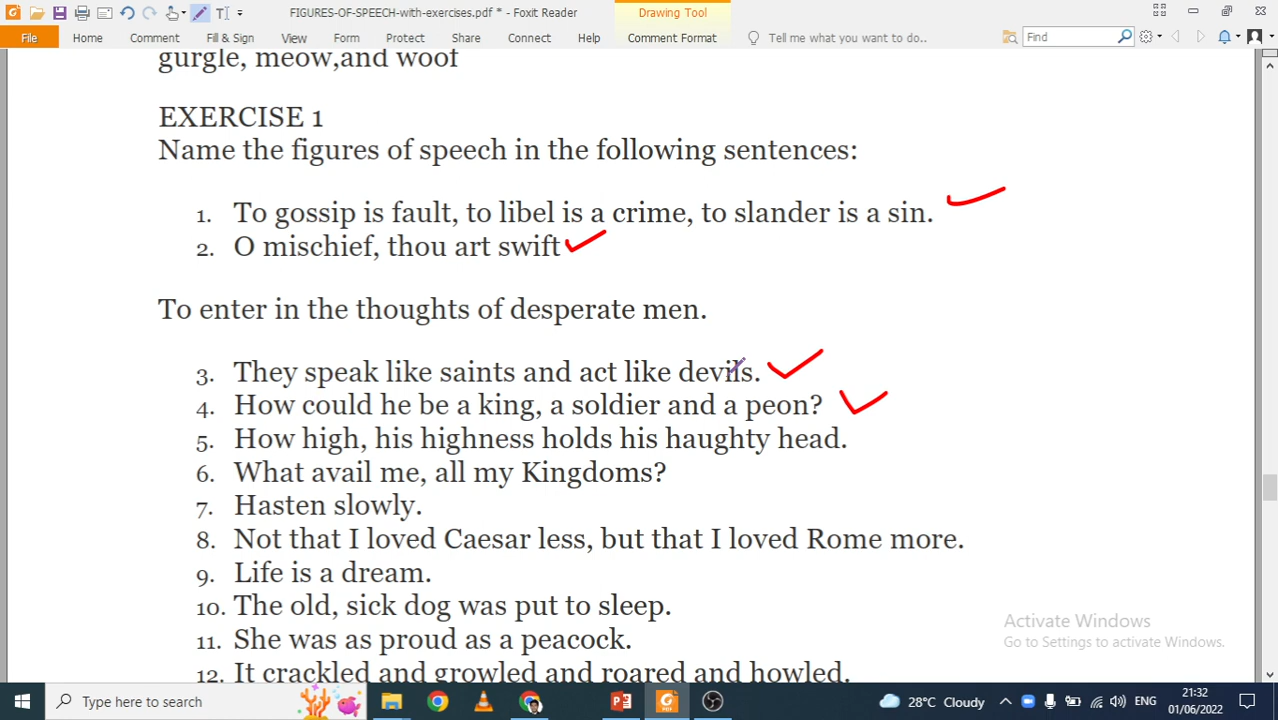 FIGURES-OF-SPEECH-with-exercises.pdf * - Foxit Reader
Drawing Tool
File Home Comment Fill & Sign View Form Protect Share Connect Help Comment Format Tell me what you want to do.. Find
gurgle, meow,and woof
EXERCISE 1
Name the figures of speech in the following sentences:
1. To gossip is fault, to libel is a crime, to slander is a sin.
2. O mischief, thou art swift
To enter in the thoughts of desperate men.
3. They speak like saints and act like devils.
4. How could he be a king, a soldier and a peon?
5. How high, his highness holds his haughty head.
6. What avail me, all my Kingdoms?
7. Hasten slowly.
8. Not that I loved Caesar less, but that I loved Rome more.
9. Life is a dream.
10. The old, sick dog was put to sleep.
11. She was as proud as a peacock.
12. It crackled and growled and roared and howled.
Activate Windows
Go to Settings to activate Windows.
Type here to search
28°C Cloudy
ENG
21:32
01/06/2022